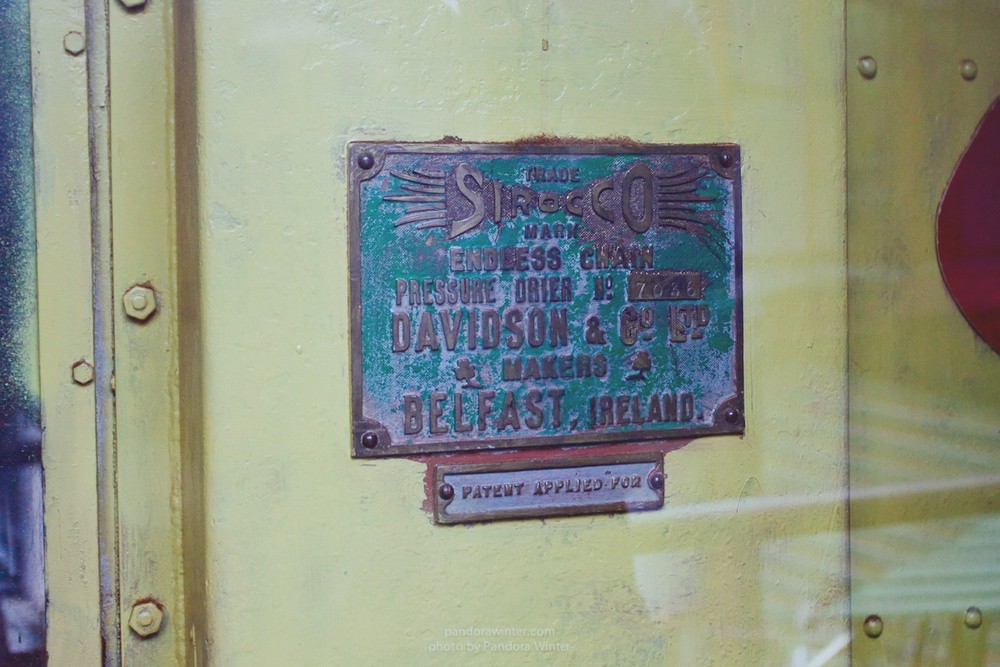 TRADE
SIROCCO
MARK
ENDLESS CHAIN
PRESSURE DRIER Nº
DAVIDSON & Cº LTD
MAKERS
BELFAST, IRELAND.
PATENT APPLIED FOR
pandorawinter.com
photo by Pandora Winter